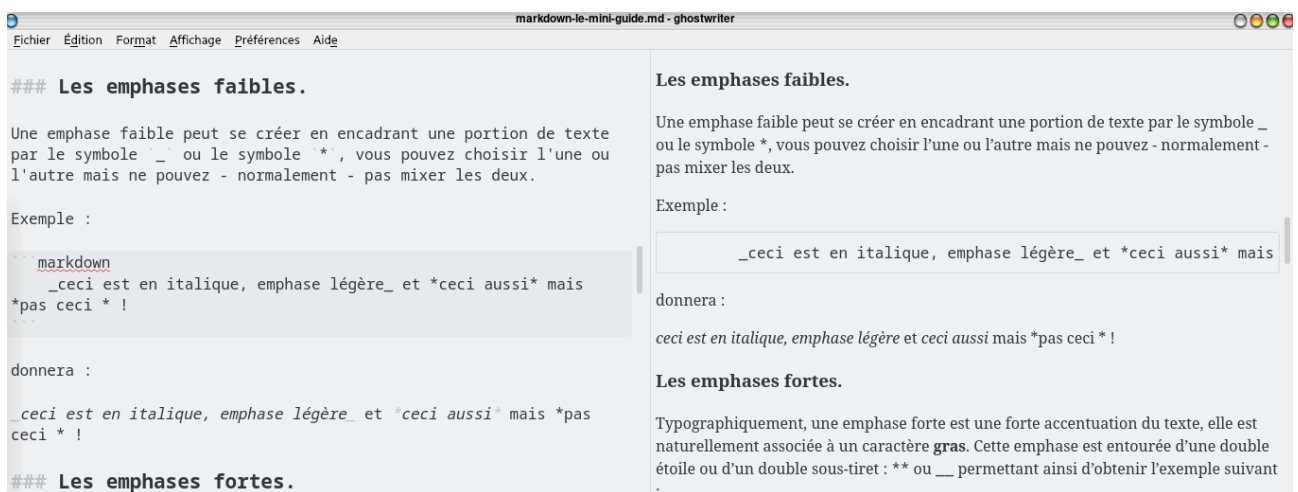 markdown-le-mini-guide.md - ghostwriter
Fichier Édition Format Affichage Préférences Aide
### Les emphases faibles.
Une emphase faible peut se créer en encadrant une portion de texte
par le symbole `_` ou le symbole `*`, vous pouvez choisir l'une ou
l'autre mais ne pouvez - normalement - pas mixer les deux.
Exemple :
```markdown
_ceci est en italique, emphase légère_ et *ceci aussi* mais
*pas ceci * !
```
donnera :
_ceci est en italique, emphase légère_ et *ceci aussi* mais *pas
ceci * !
### Les emphases fortes.
Les emphases faibles.
Une emphase faible peut se créer en encadrant une portion de texte par le symbole _
ou le symbole *, vous pouvez choisir l’une ou l’autre mais ne pouvez - normalement -
pas mixer les deux.
Exemple :
_ceci est en italique, emphase légère_ et *ceci aussi* mais
donnera :
ceci est en italique, emphase légère et ceci aussi mais *pas ceci * !
Les emphases fortes.
Typographiquement, une emphase forte est une forte accentuation du texte, elle est
naturellement associée à un caractère gras. Cette emphase est entourée d’une double
étoile ou d’un double sous-tiret : ** ou __ permettant ainsi d’obtenir l’exemple suivant
: